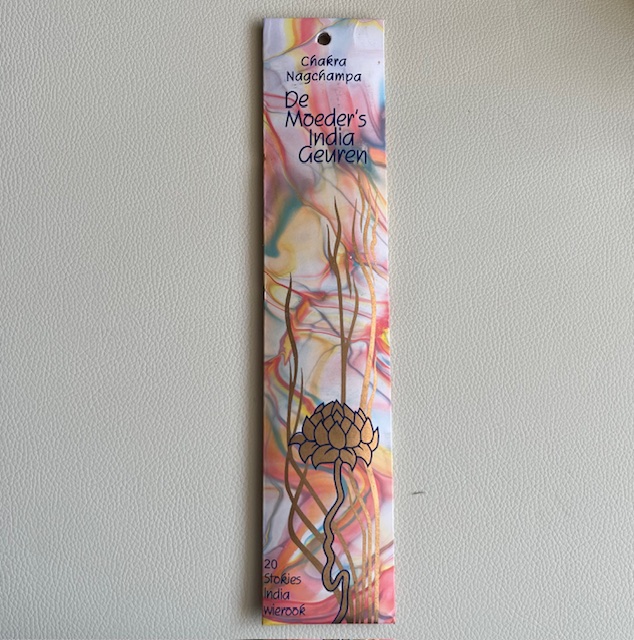 Chakra
Nagchampa
De
Moeder's
India
Geuren
20
Stokjes
India
Wierook